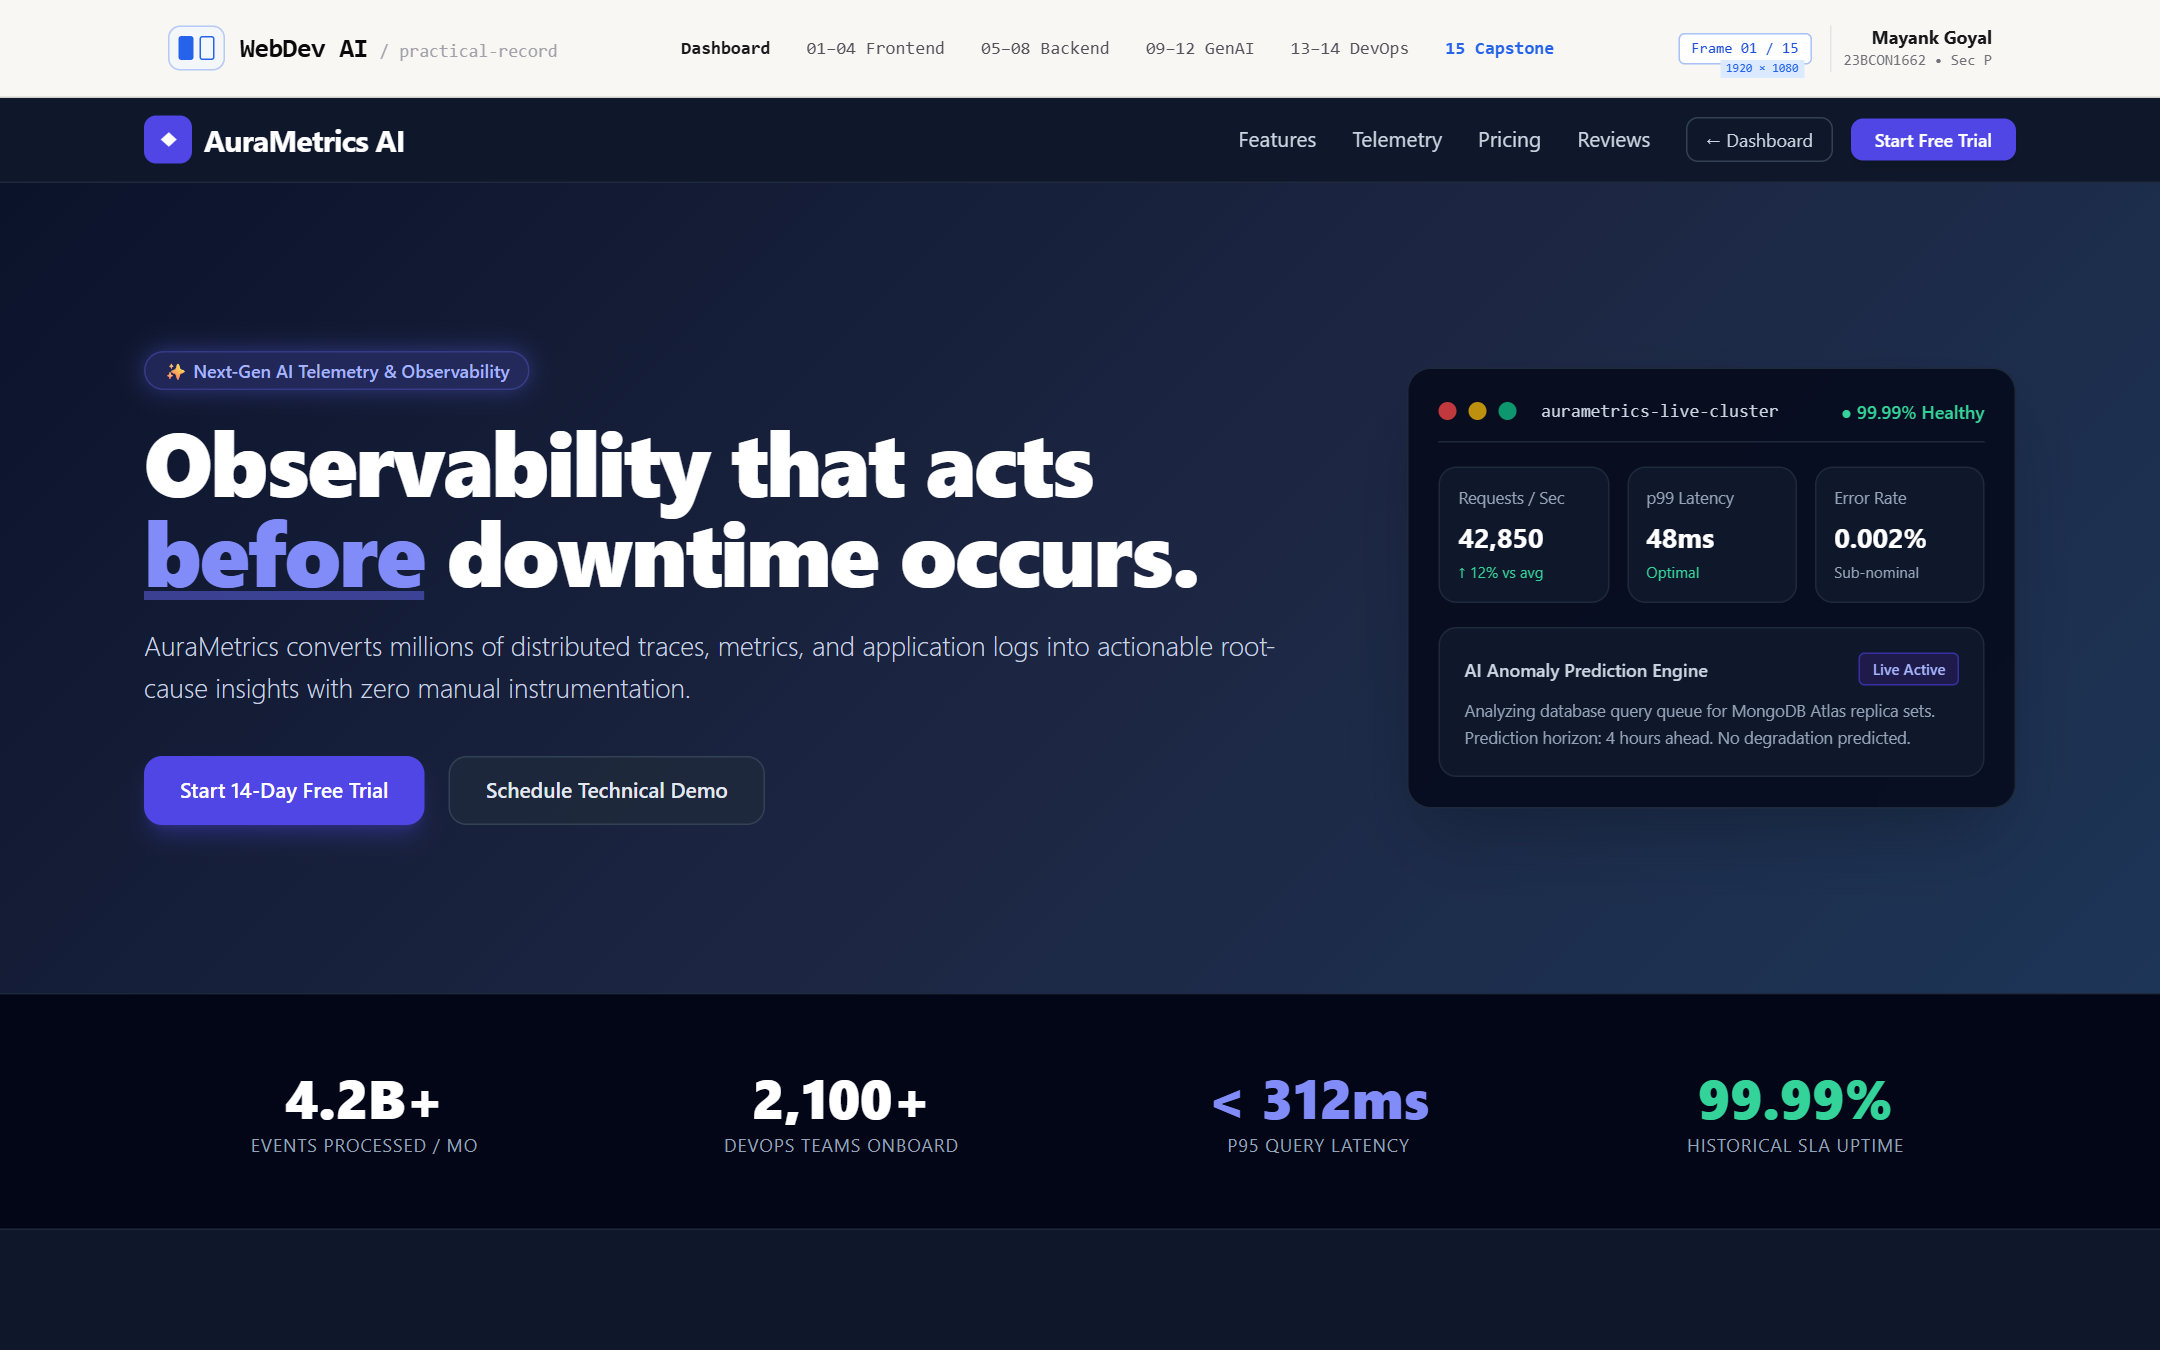 WebDev AI / practical-record
Dashboard
01–04 Frontend
05–08 Backend
09–12 GenAI
13–14 DevOps
15 Capstone
Frame 01 / 15
1920 × 1080
Mayank Goyal
23BCON1662 • Sec P
AuraMetrics AI
Features
Telemetry
Pricing
Reviews
← Dashboard
Start Free Trial
✨ Next-Gen AI Telemetry & Observability
Observability that acts
before downtime occurs.
AuraMetrics converts millions of distributed traces, metrics, and application logs into actionable root-
cause insights with zero manual instrumentation.
Start 14-Day Free Trial
Schedule Technical Demo
aurametrics-live-cluster
● 99.99% Healthy
Requests / Sec
42,850
↑ 12% vs avg
p99 Latency
48ms
Optimal
Error Rate
0.002%
Sub-nominal
AI Anomaly Prediction Engine
Live Active
Analyzing database query queue for MongoDB Atlas replica sets.
Prediction horizon: 4 hours ahead. No degradation predicted.
4.2B+
EVENTS PROCESSED / MO
2,100+
DEVOPS TEAMS ONBOARD
< 312ms
P95 QUERY LATENCY
99.99%
HISTORICAL SLA UPTIME